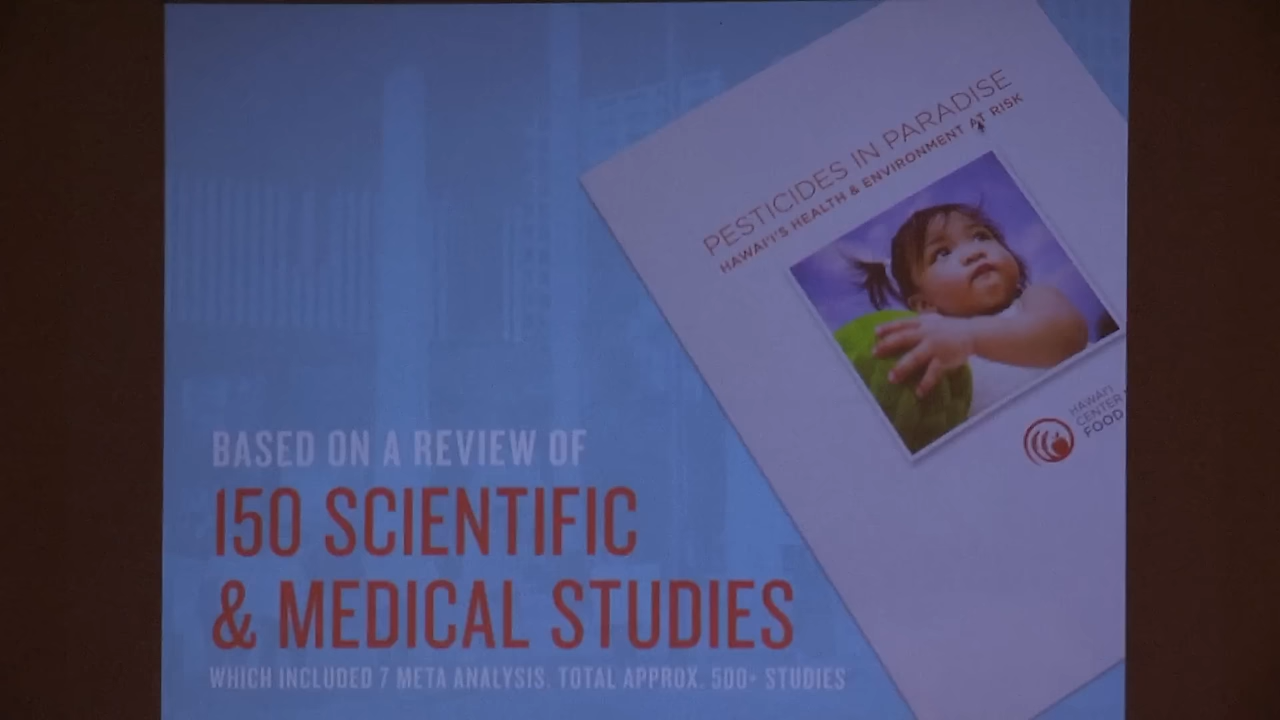 PESTICIDES IN PARADISE
HAWAI'I'S HEALTH & ENVIRONMENT AT RISK
HAWAI'I
CENTER
FOOD
BASED ON A REVIEW OF
150 SCIENTIFIC
& MEDICAL STUDIES
WHICH INCLUDED 7 META ANALYSIS. TOTAL APPROX. 500+ STUDIES